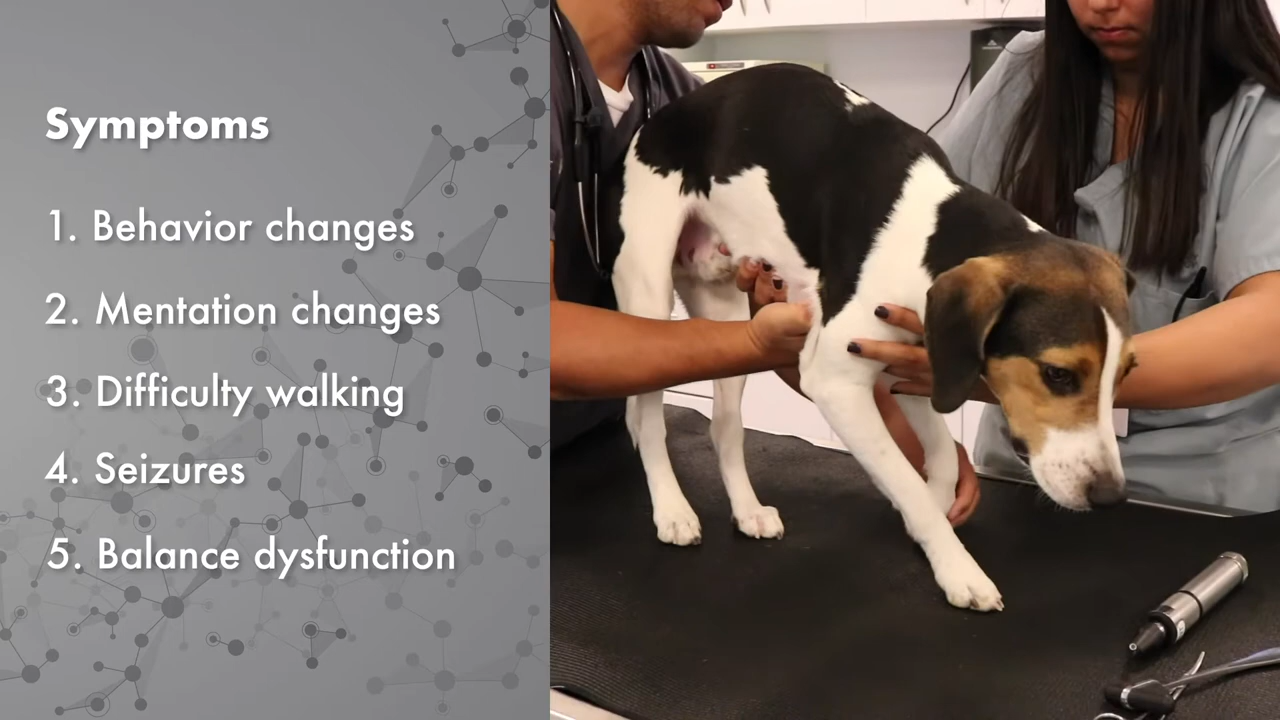 Symptoms
1. Behavior changes
2. Mentation changes
3. Difficulty walking
4. Seizures
5. Balance dysfunction